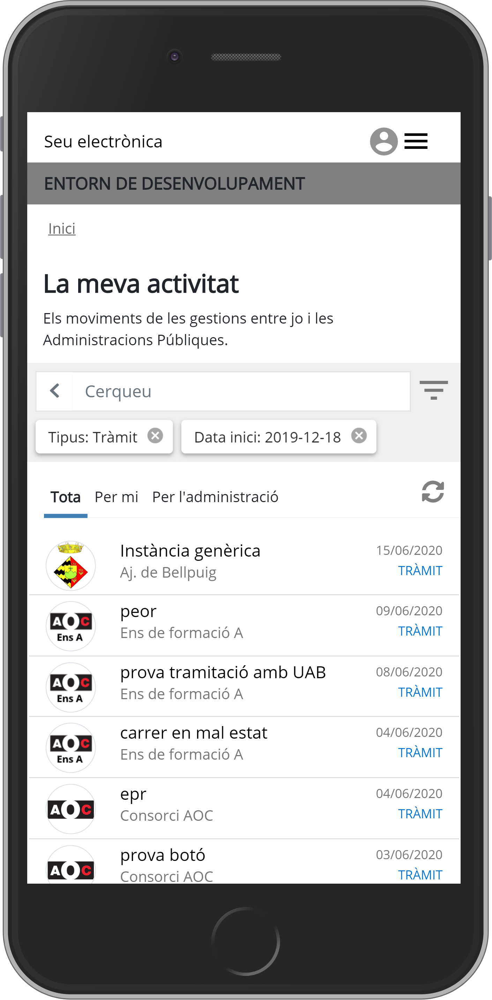 Seu electrònica
ENTORN DE DESENVOLUPAMENT
Inici
La meva activitat
Els moviments de les gestions entre jo i les
Administracions Públiques.
Cerqueu
Tipus: Tràmit
Data inici: 2019-12-18
Tota Per mi Per l'administració
Instància genèrica 15/06/2020
Aj. de Bellpuig TRÀMIT
AOC
Ens A
peor 09/06/2020
Ens de formació A TRÀMIT
AOC
Ens A
prova tramitació amb UAB 08/06/2020
Ens de formació A TRÀMIT
AOC
Ens A
carrer en mal estat 04/06/2020
Ens de formació A TRÀMIT
AOC
epr 04/06/2020
Consorci AOC TRÀMIT
AOC
prova botó 03/06/2020
Consorci AOC TRÀMIT